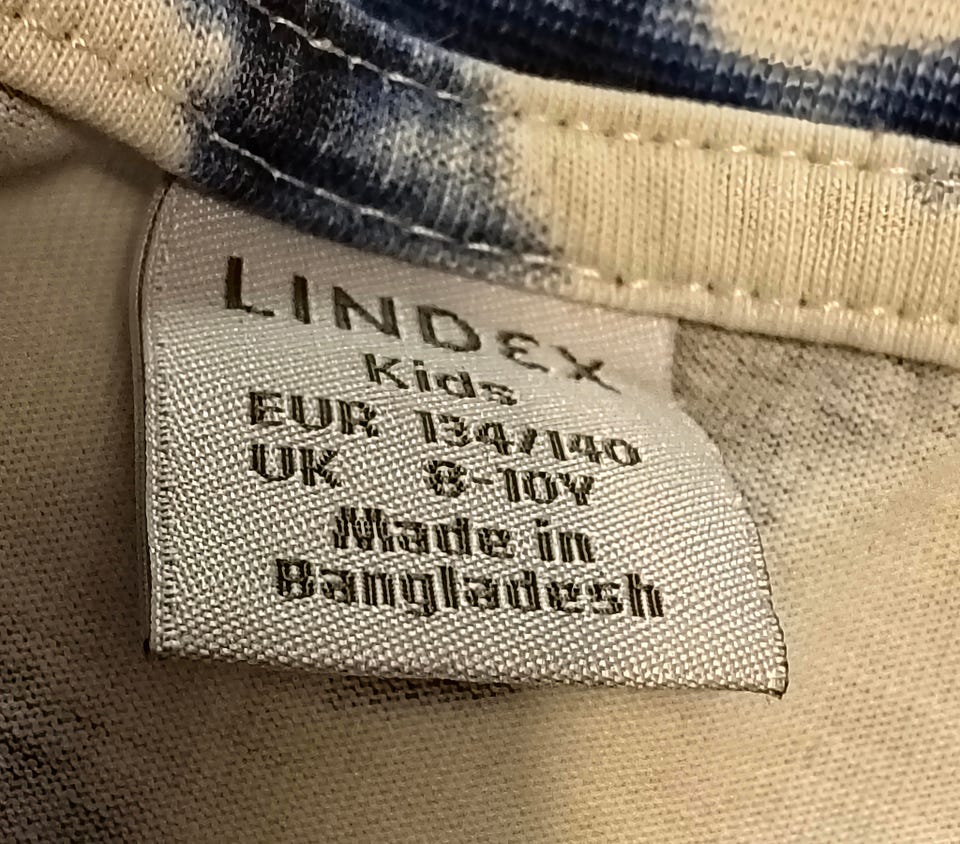 LINDEX
Kids
EUR 134/140
UK 8-10Y
Made in
Bangladesh